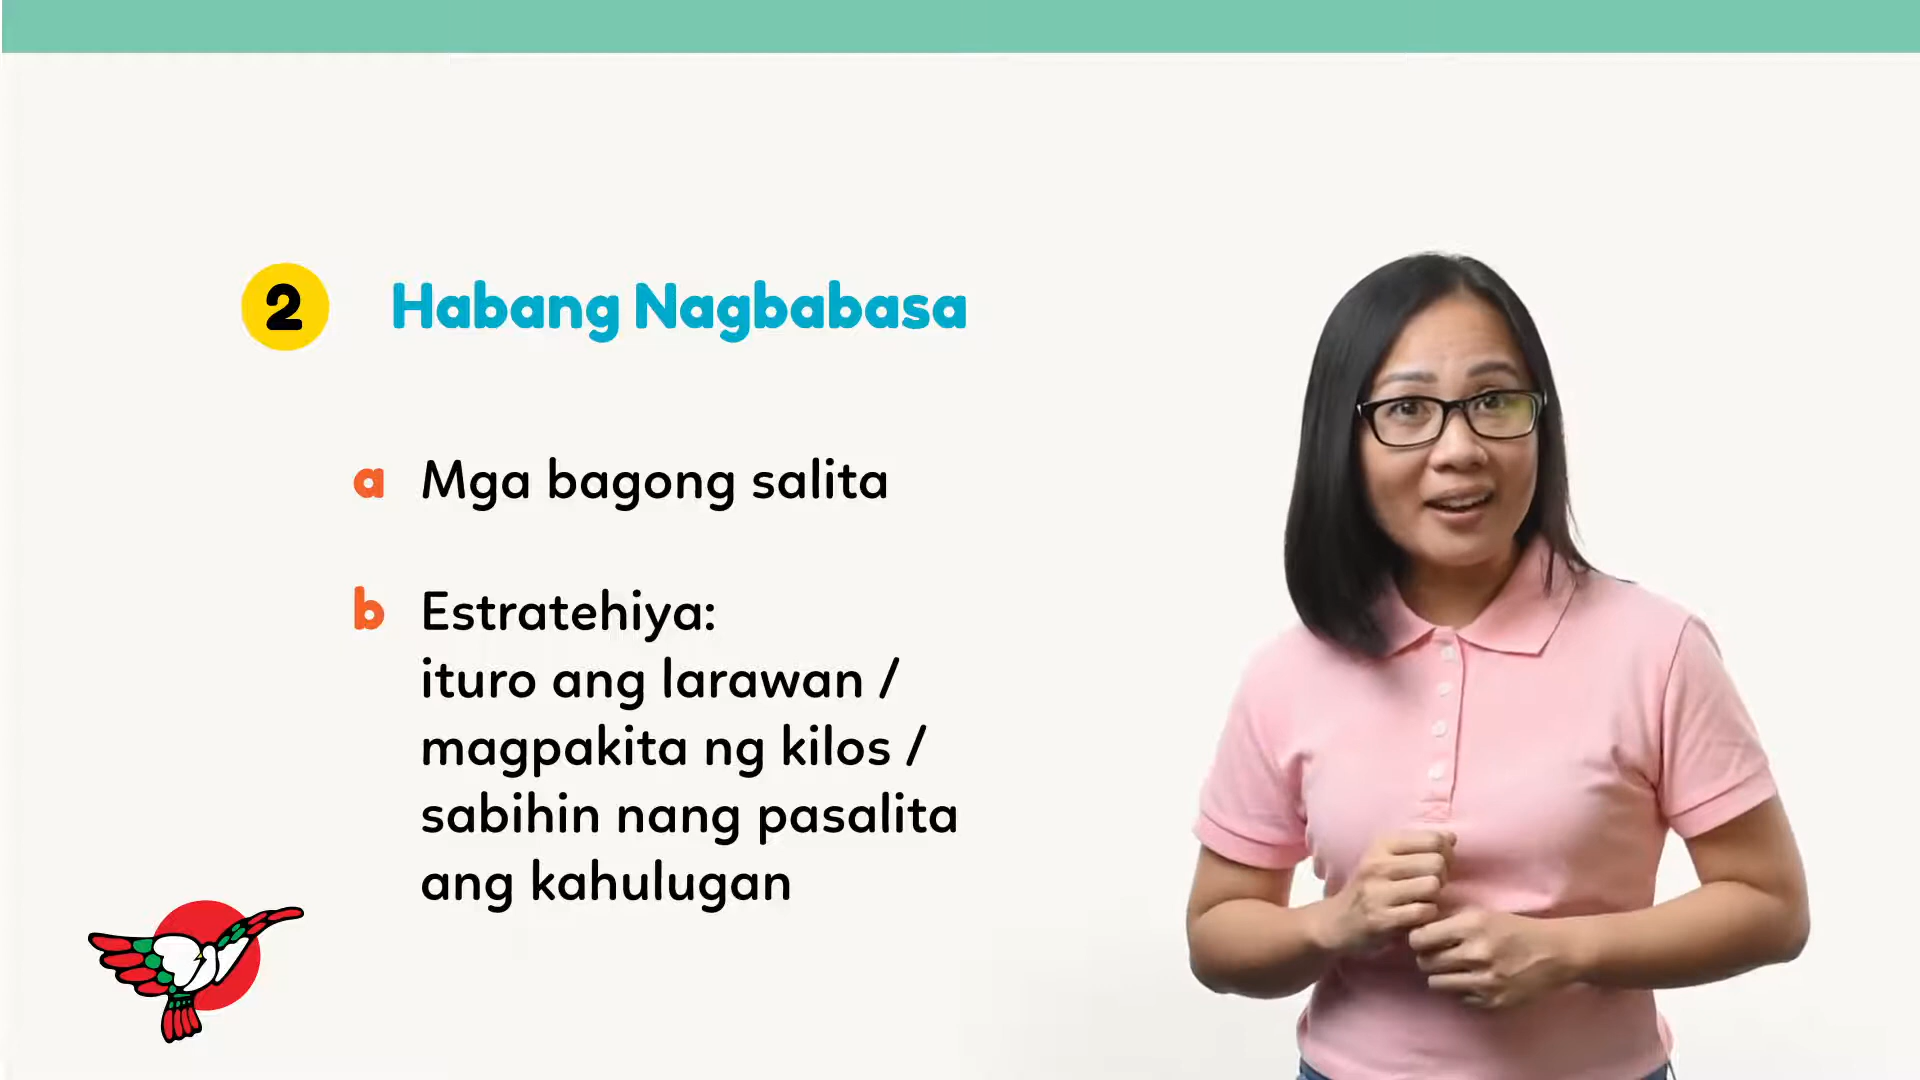 2 Habang Nagbabasa
a Mga bagong salita
b Estratehiya:
ituro ang larawan /
magpakita ng kilos /
sabihin nang pasalita
ang kahulugan